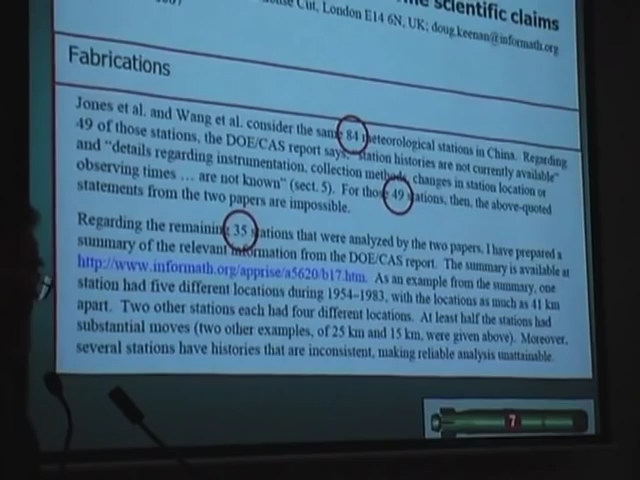 scientific claims
Cut, London E14 6N, UK; doug.keenan@informath.org
Fabrications
Jones et al. and Wang et al. consider the same 84 meteorological stations in China. Regarding
49 of those stations, the DOE/CAS report says, "station histories are not currently available"
and "details regarding instrumentation, collection methods, changes in station location or
observing times … are not known" (sect. 5). For those 49 stations, then, the above-quoted
statements from the two papers are impossible.
Regarding the remaining 35 stations that were analyzed by the two papers, I have prepared a
summary of the relevant information from the DOE/CAS report. The summary is available at
http://www.informath.org/apprise/a5620/b17.htm. As an example from the summary, one
station had five different locations during 1954–1983, with the locations as much as 41 km
apart. Two other stations each had four different locations. At least half the stations had
substantial moves (two other examples, of 25 km and 15 km, were given above). Moreover,
several stations have histories that are inconsistent, making reliable analysis unattainable.
7